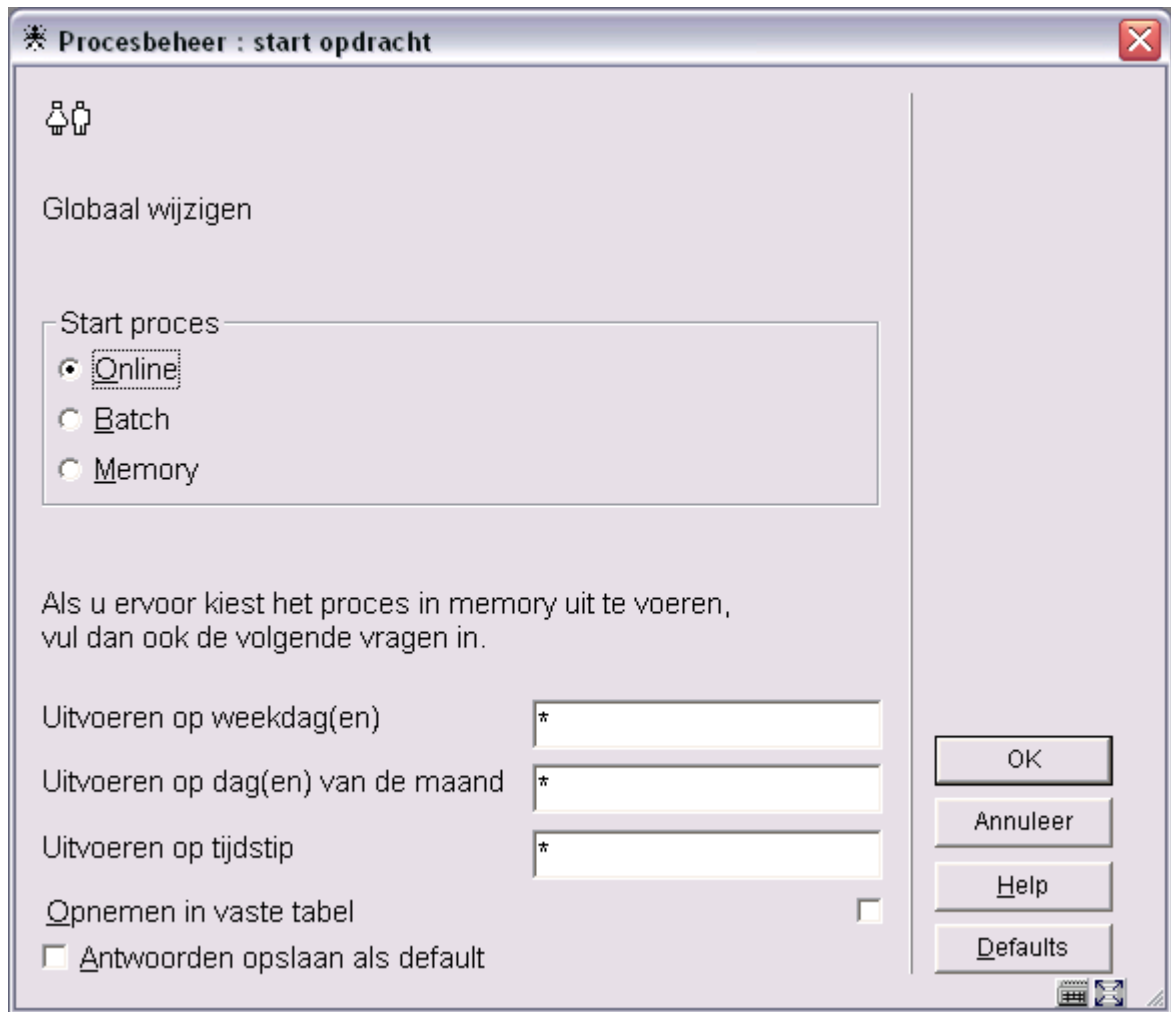 Procesbeheer : start opdracht
Globaal wijzigen
Start proces
Online
Batch
Memory
Als u ervoor kiest het proces in memory uit te voeren,
vul dan ook de volgende vragen in.
Uitvoeren op weekdag(en) *
Uitvoeren op dag(en) van de maand *
Uitvoeren op tijdstip *
Opnemen in vaste tabel
Antwoorden opslaan als default
OK
Annuleer
Help
Defaults